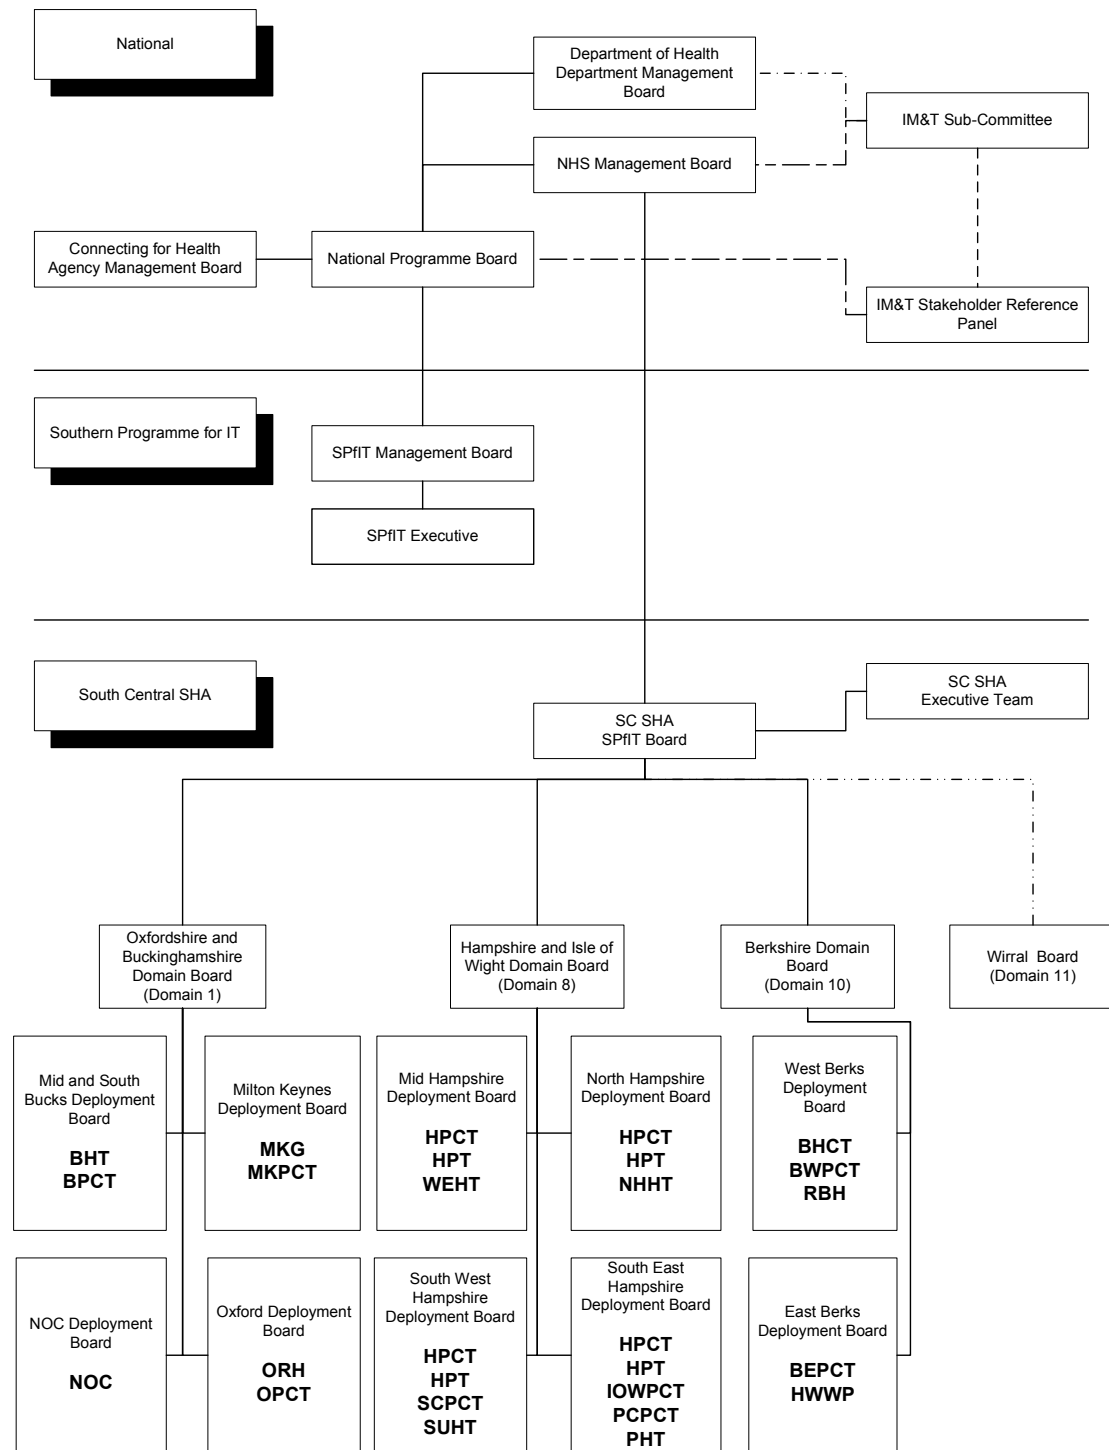 National
Department of Health
Department Management
Board
IM&T Sub-Committee
NHS Management Board
Connecting for Health
Agency Management Board
National Programme Board
IM&T Stakeholder Reference
Panel
Southern Programme for IT
SPfIT Management Board
SPfIT Executive
South Central SHA
SC SHA
Executive Team
SC SHA
SPfIT Board
Oxfordshire and
Buckinghamshire
Domain Board
(Domain 1)
Hampshire and Isle of
Wight Domain Board
(Domain 8)
Berkshire Domain
Board
(Domain 10)
Wirral Board
(Domain 11)
Mid and South
Bucks Deployment
Board
BHT
BPCT
Milton Keynes
Deployment Board
MKG
MKPCT
Mid Hampshire
Deployment Board
HPCT
HPT
WEHT
North Hampshire
Deployment Board
HPCT
HPT
NHHT
West Berks
Deployment
Board
BHCT
BWPCT
RBH
NOC Deployment
Board
NOC
Oxford Deployment
Board
ORH
OPCT
South West
Hampshire
Deployment Board
HPCT
HPT
SCPCT
SUHT
South East
Hampshire
Deployment Board
HPCT
HPT
IOWPCT
PCPCT
PHT
East Berks
Deployment Board
BEPCT
HWWP